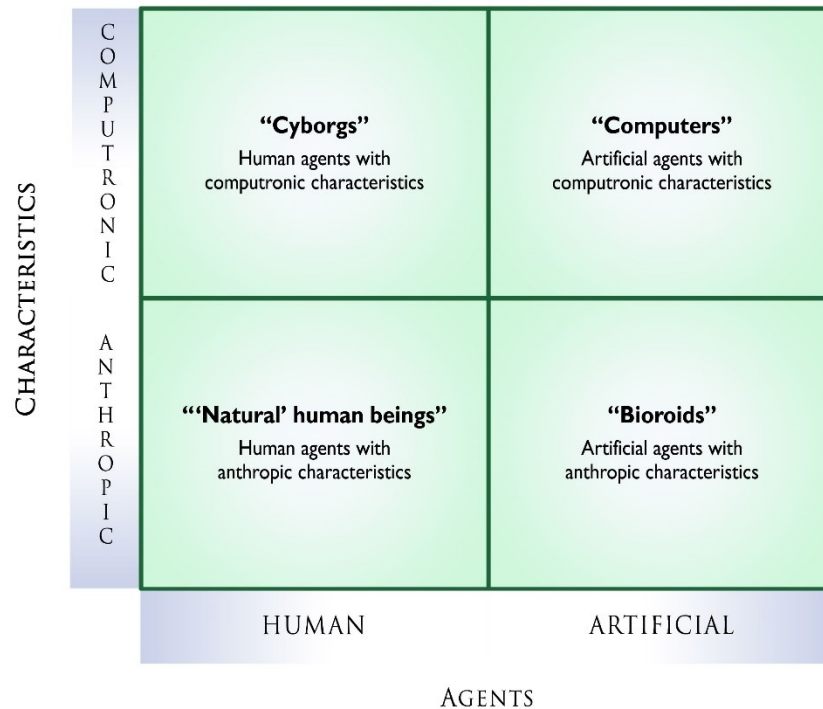 CHARACTERISTICS
COMPUTRONIC
ANTHROPIC
“Cyborgs”
Human agents with
computronic characteristics
“Computers”
Artificial agents with
computronic characteristics
“‘Natural’ human beings”
Human agents with
anthropic characteristics
“Bioroids”
Artificial agents with
anthropic characteristics
HUMAN
ARTIFICIAL
AGENTS